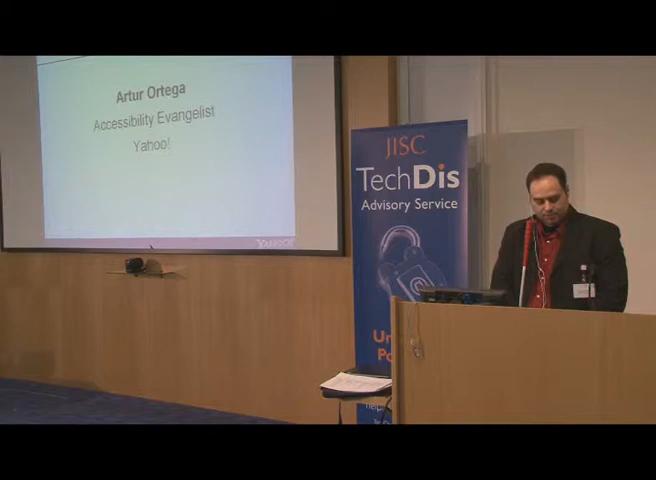 Artur Ortega
Accessibility Evangelist
Yahoo!
YAHOO!
JISC
TechDis
Advisory Service